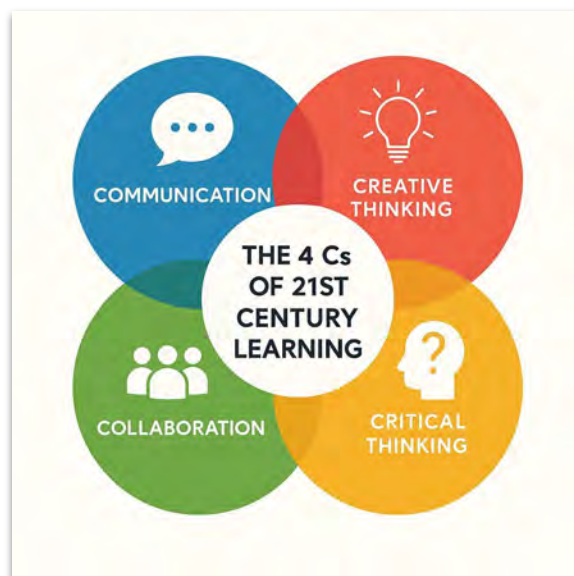 COMMUNICATION
CREATIVE
THINKING
THE 4 Cs
OF 21ST
CENTURY
LEARNING
COLLABORATION
CRITICAL
THINKING